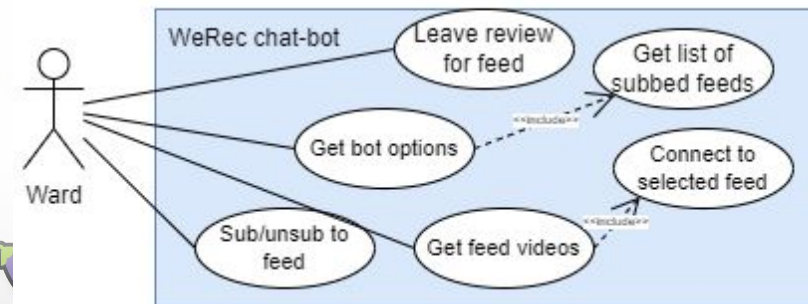 WeRec chat-bot
Leave review
for feed
Get list of
subbed feeds
<<include>>
Get bot options
Connect to
selected feed
Ward
<<include>>
Sub/unsub to
feed
Get feed videos